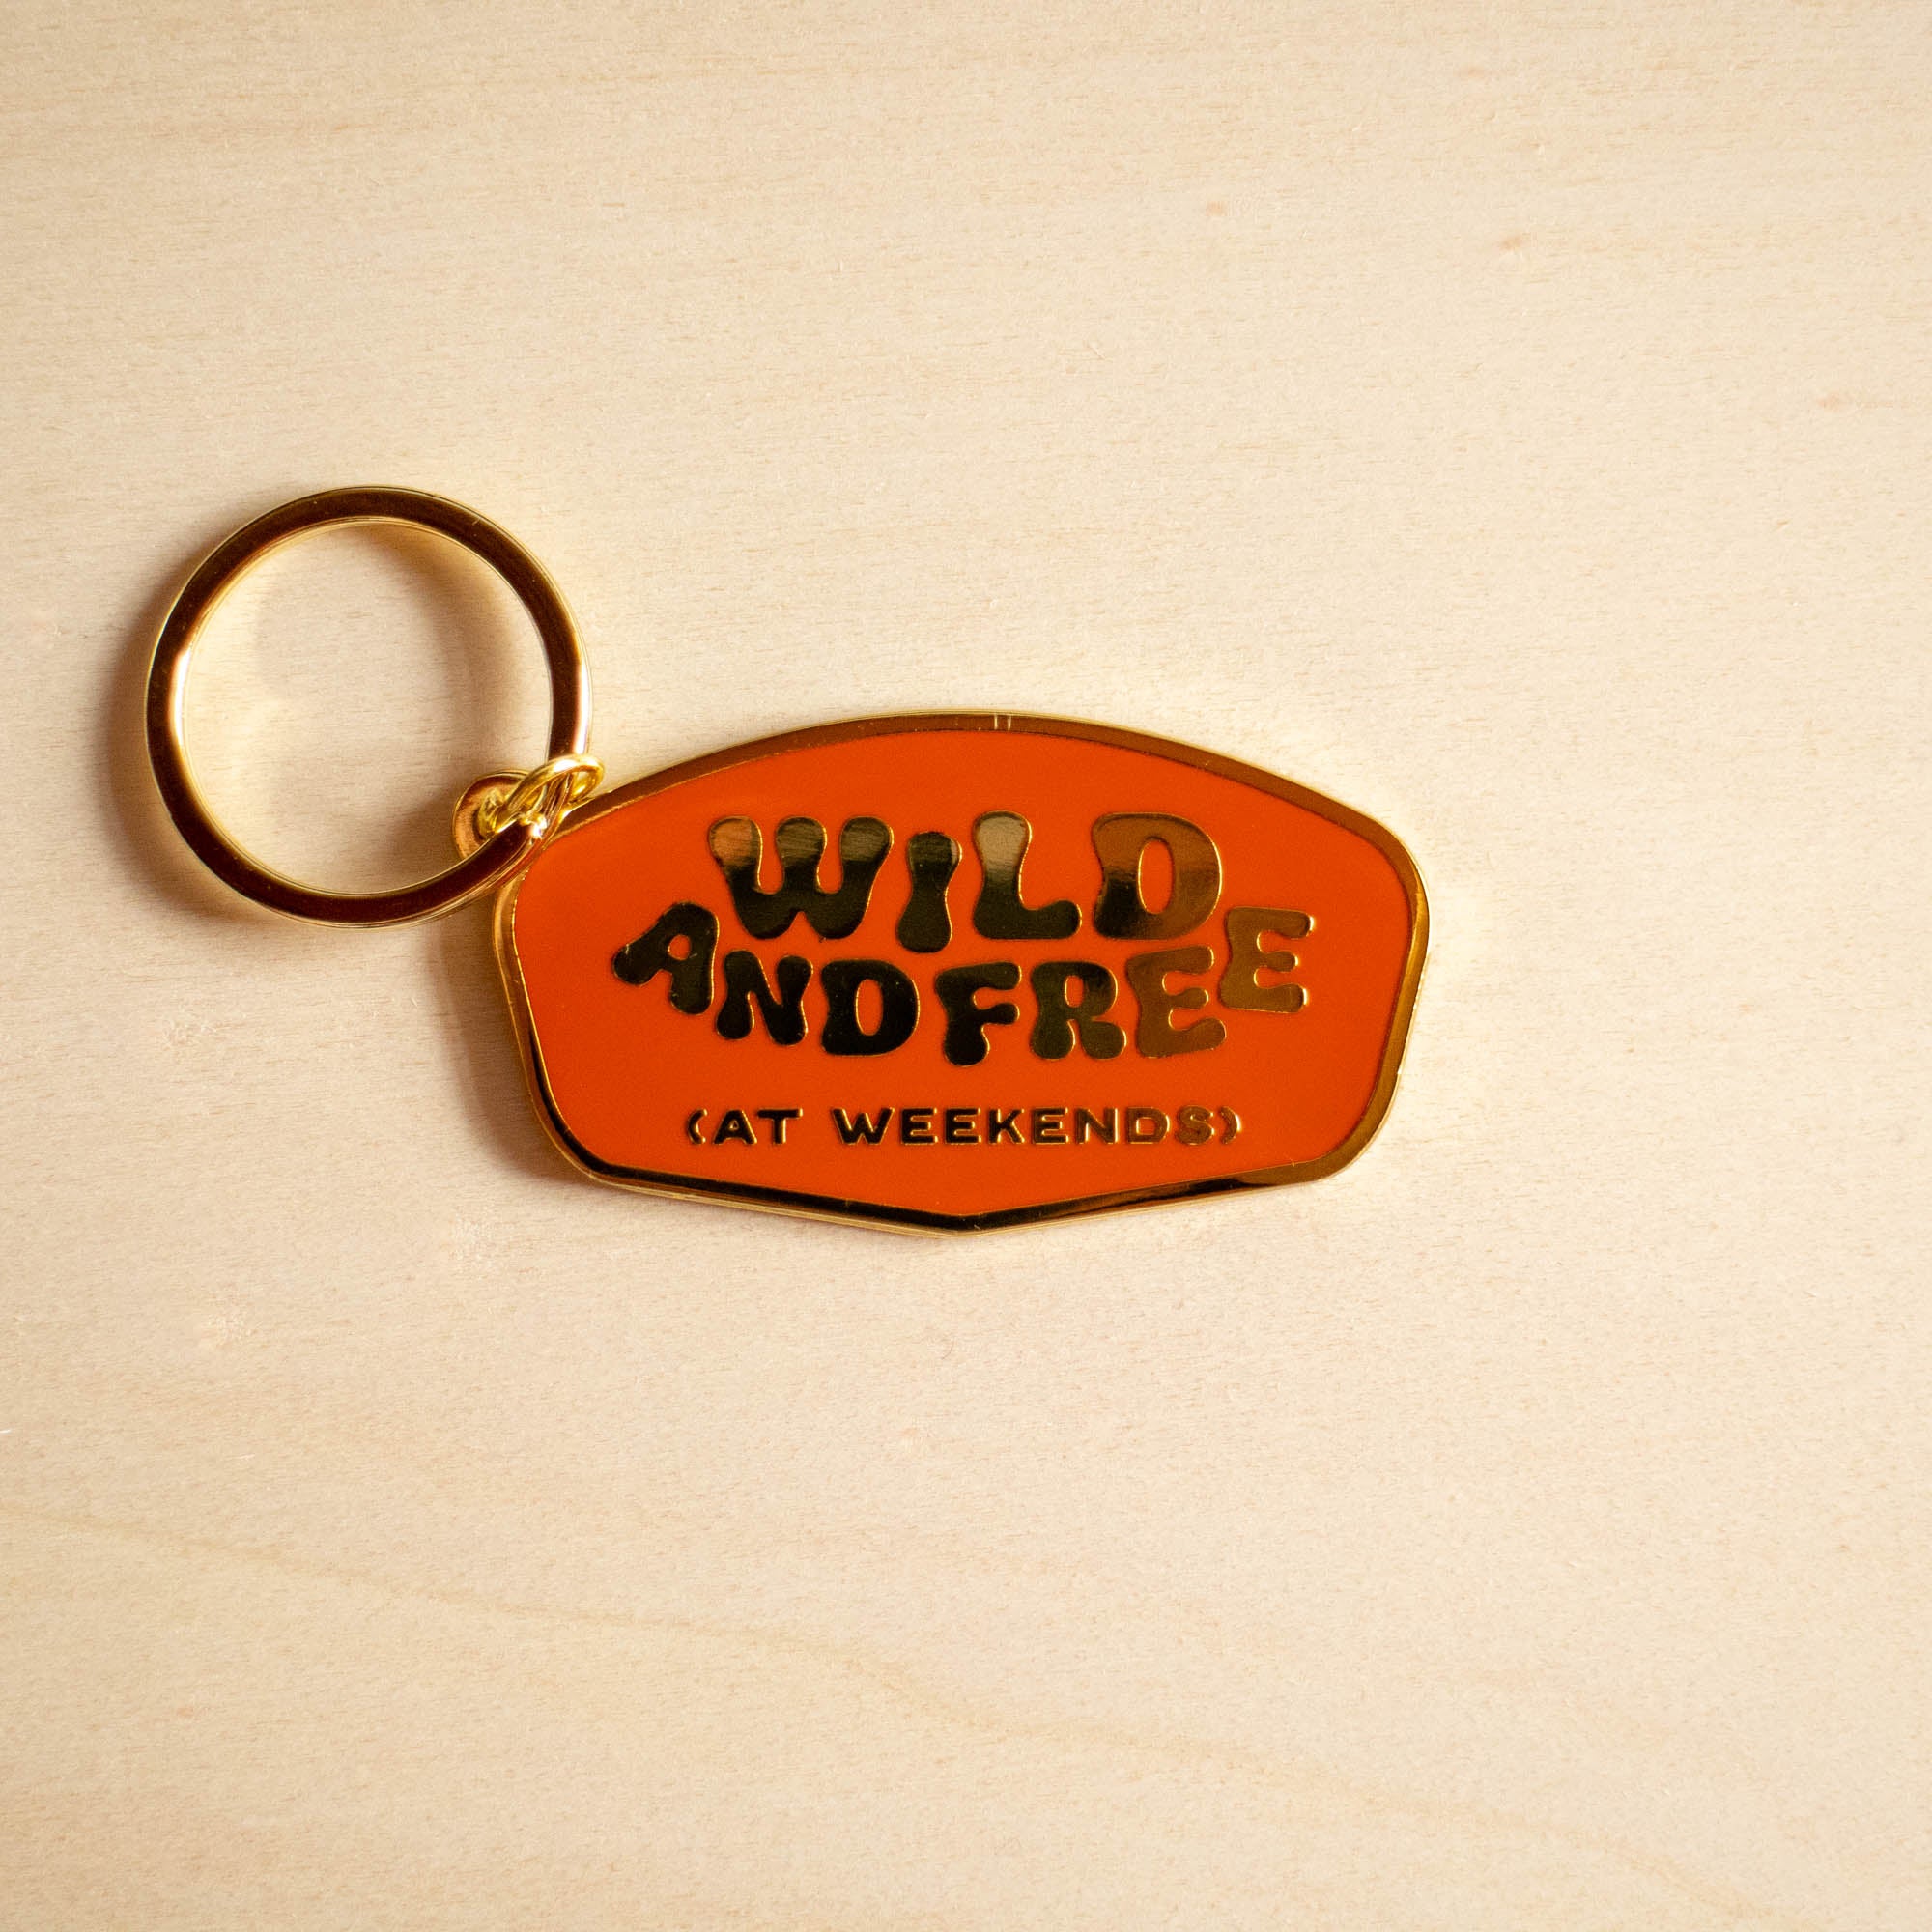 WILD
AND FREE
(AT WEEKENDS)